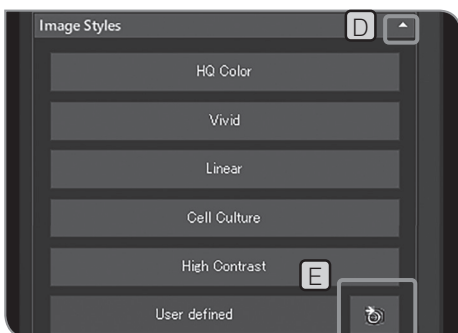 Image Styles D
HQ Color
Vivid
Linear
Cell Culture
High Contrast
E
User defined